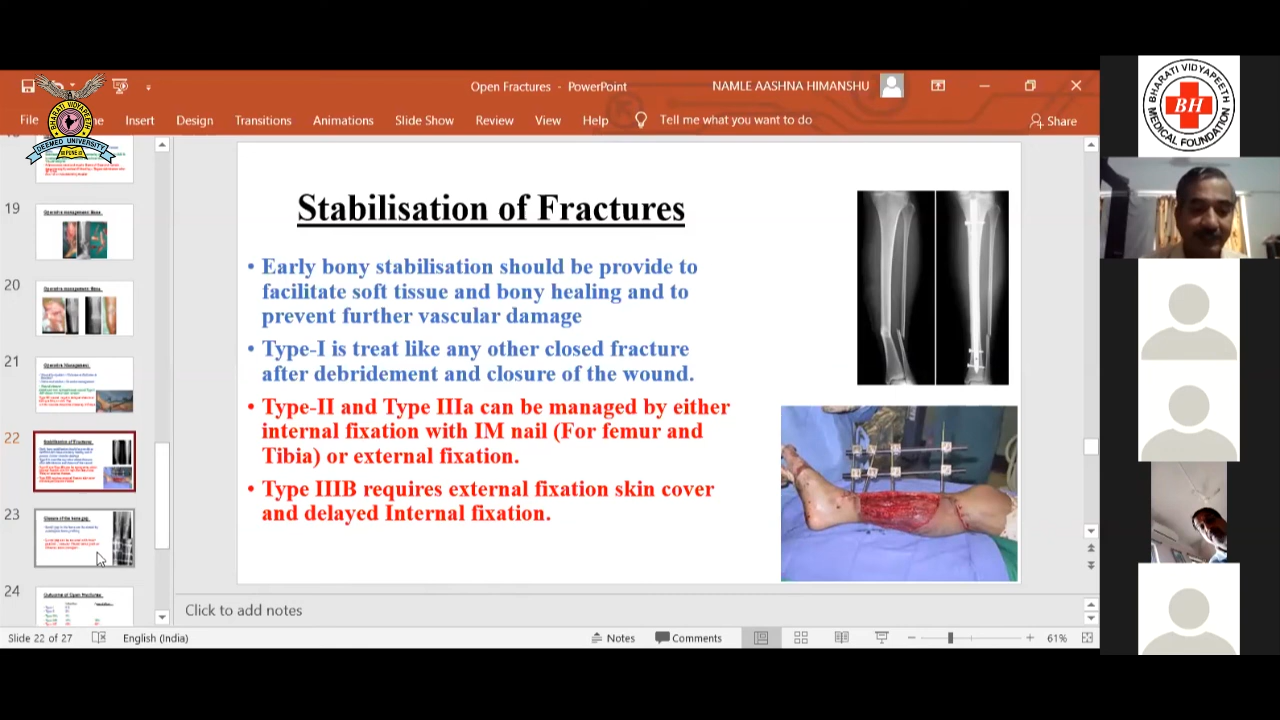 Open Fractures - PowerPoint
NAMLE AASHNA HIMANSHU
File
Insert
Design
Transitions
Animations
Slide Show
Review
View
Help
Tell me what you want to do
Share
BHARATI VIDYAPEETH
DEEMED UNIVERSITY
BHARATI VIDYAPEETH
BH
MEDICAL FOUNDATION
19
20
21
22
23
24
Stabilisation of Fractures
• Early bony stabilisation should be provide to
facilitate soft tissue and bony healing and to
prevent further vascular damage
• Type-I is treat like any other closed fracture
after debridement and closure of the wound.
• Type-II and Type IIIa can be managed by either
internal fixation with IM nail (For femur and
Tibia) or external fixation.
• Type IIIB requires external fixation skin cover
and delayed Internal fixation.
Click to add notes
Slide 22 of 27
English (India)
Notes
Comments
61%